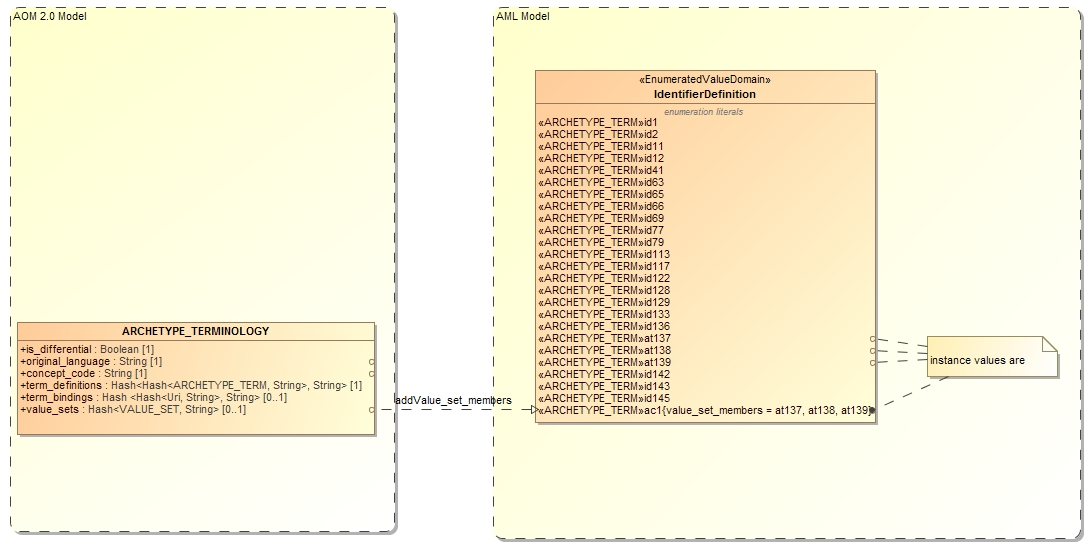 AOM 2.0 Model
ARCHETYPE_TERMINOLOGY
+is_differential : Boolean [1]
+original_language : String [1]
+concept_code : String [1]
+term_definitions : Hash<Hash<ARCHETYPE_TERM, String>, String> [1]
+term_bindings : Hash <Hash<Uri, String>, String> [0..1]
+value_sets : Hash<VALUE_SET, String> [0..1]
addValue_set_members
AML Model
«EnumeratedValueDomain»
IdentifierDefinition
enumeration literals
«ARCHETYPE_TERM»id1
«ARCHETYPE_TERM»id2
«ARCHETYPE_TERM»id11
«ARCHETYPE_TERM»id12
«ARCHETYPE_TERM»id41
«ARCHETYPE_TERM»id63
«ARCHETYPE_TERM»id65
«ARCHETYPE_TERM»id66
«ARCHETYPE_TERM»id69
«ARCHETYPE_TERM»id77
«ARCHETYPE_TERM»id79
«ARCHETYPE_TERM»id113
«ARCHETYPE_TERM»id117
«ARCHETYPE_TERM»id122
«ARCHETYPE_TERM»id128
«ARCHETYPE_TERM»id129
«ARCHETYPE_TERM»id133
«ARCHETYPE_TERM»id136
«ARCHETYPE_TERM»at137
«ARCHETYPE_TERM»at138
«ARCHETYPE_TERM»at139
«ARCHETYPE_TERM»id142
«ARCHETYPE_TERM»id143
«ARCHETYPE_TERM»id145
«ARCHETYPE_TERM»ac1{value_set_members = at137, at138, at139}
instance values are